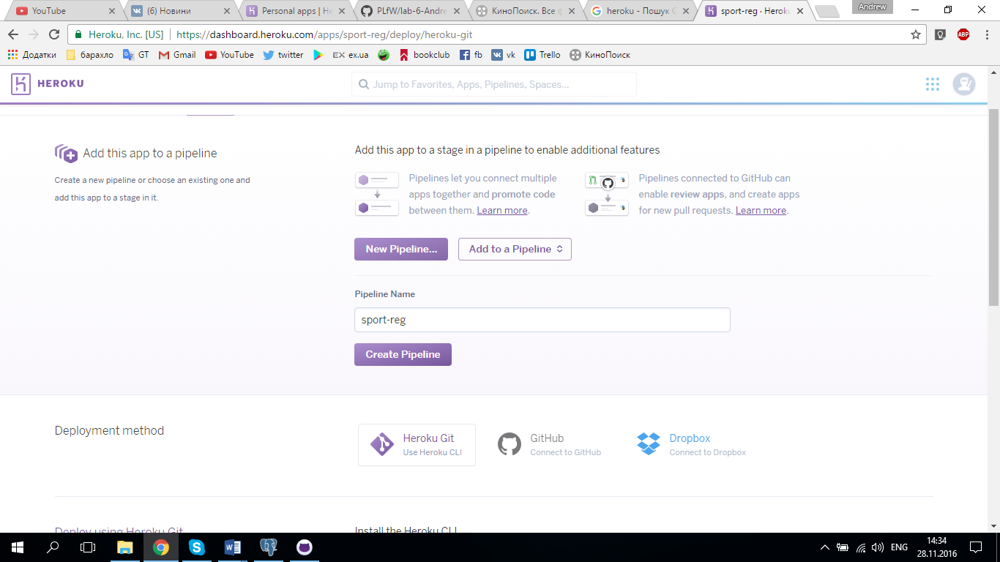 Andrew
YouTube
(6) Новини
Personal apps | He
PLfW/lab-6-Andre
КиноПоиск. Все ф
heroku - Пошук
sport-reg · Heroku
Heroku, Inc. [US]
https://dashboard.heroku.com/apps/sport-reg/deploy/heroku-git
ABP
Додатки
барахло
GT
Gmail
YouTube
twitter
EX ex.ua
bookclub
fb
vk
Trello
КиноПоиск
HEROKU
Jump to Favorites, Apps, Pipelines, Spaces...
Add this app to a pipeline
Create a new pipeline or choose an existing one and
add this app to a stage in it.
Add this app to a stage in a pipeline to enable additional features
Pipelines let you connect multiple
apps together and promote code
between them. Learn more.
Pipelines connected to GitHub can
enable review apps, and create apps
for new pull requests. Learn more.
New Pipeline...
Add to a Pipeline
Pipeline Name
sport-reg
Create Pipeline
Deployment method
Heroku Git
Use Heroku CLI
GitHub
Connect to GitHub
Dropbox
Connect to Dropbox
Deploy using Heroku Git
Install the Heroku CLI
ENG
14:34
28.11.2016